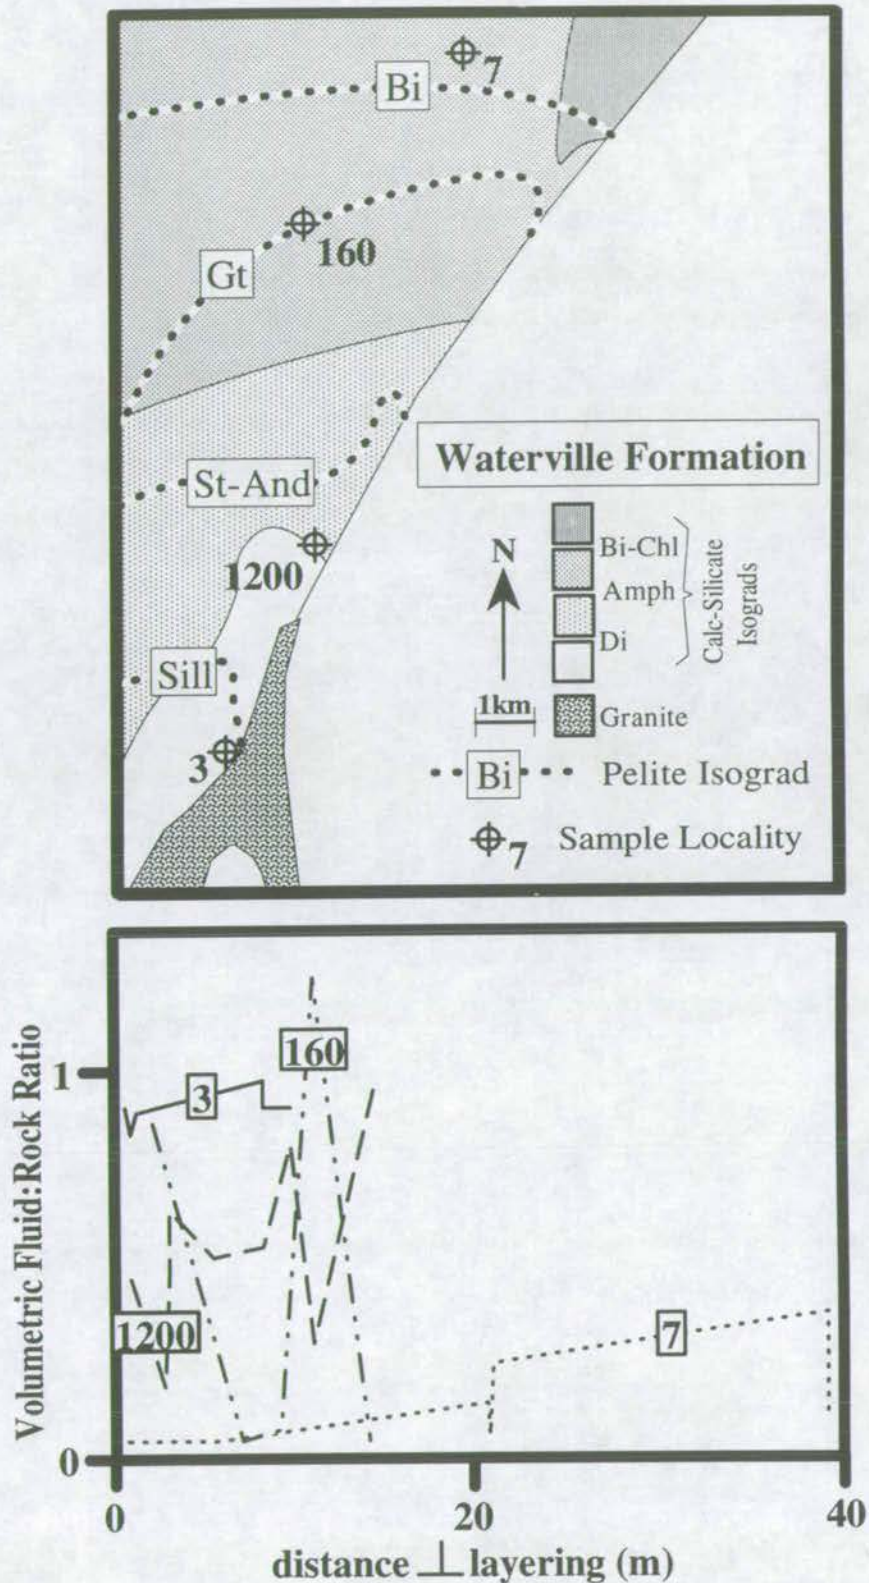 7
Bi
160
Gt
Waterville Formation
St-And
N
Bi-Chl
Amph
Di
Calc-Silicate
Isograds
1200
Sill
1km
Granite
3
Bi Pelite Isograd
7 Sample Locality
Volumetric Fluid:Rock Ratio
1
0
160
3
1200
7
0
20
40
distance ⊥ layering (m)